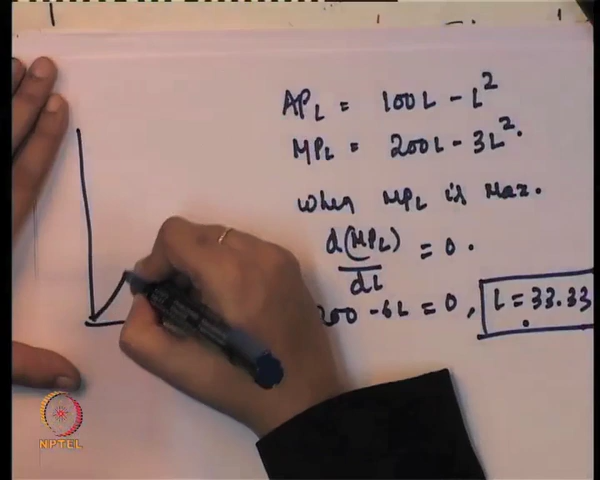 APL = 100L - L²
MPL = 200L - 3L².
when MPL is Max.
d(MPL)/dL = 0.
200 - 6L = 0, L = 33.33
NPTEL